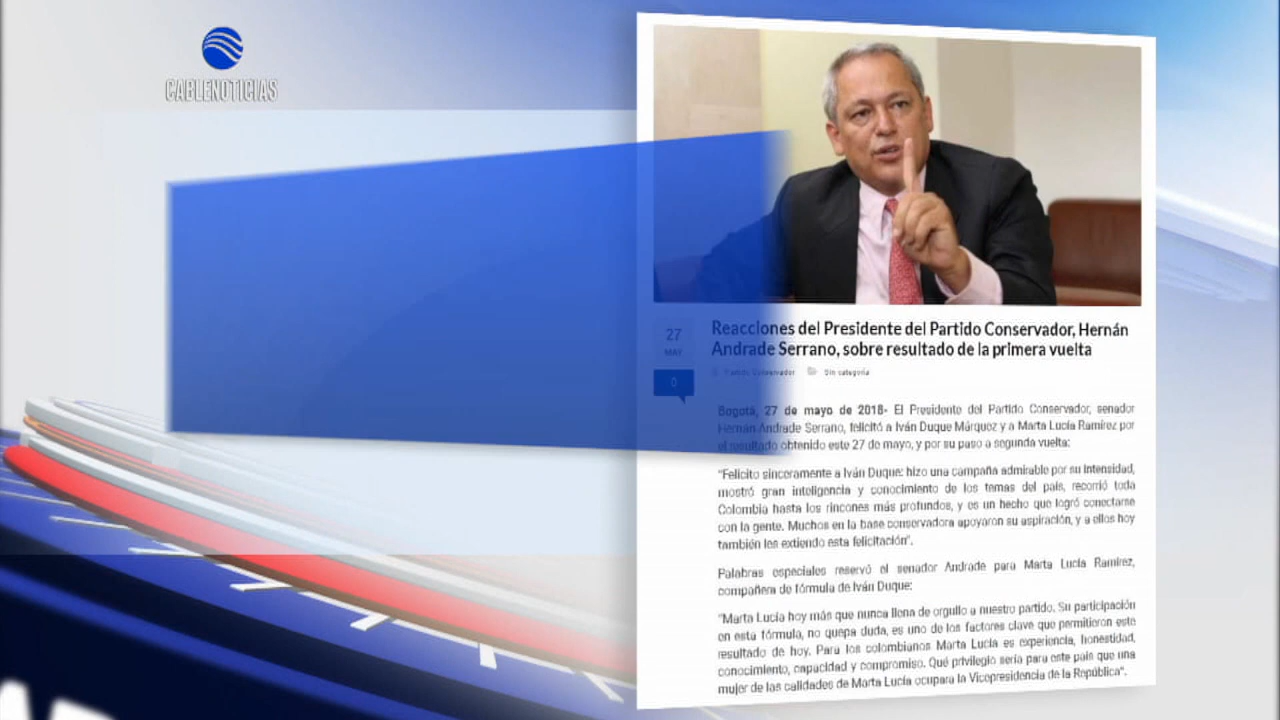 CABLENOTICIAS
Reacciones del Presidente del Partido Conservador, Hernán
Andrade Serrano, sobre resultado de la primera vuelta
27
MAY
0
Partido Conservador Sin categoría
Bogotá, 27 de mayo de 2018- El Presidente del Partido Conservador, senador
Hernán Andrade Serrano, felicitó a Iván Duque Márquez y a Marta Lucía Ramírez por
el resultado obtenido este 27 de mayo, y por su paso a segunda vuelta:
"Felicito sinceramente a Iván Duque: hizo una campaña admirable por su intensidad,
mostró gran inteligencia y conocimiento de los temas del país, recorrió toda
Colombia hasta los rincones más profundos, y es un hecho que logró conectarse
con la gente. Muchos en la base conservadora apoyaron su aspiración, y a ellos hoy
también les extiendo esta felicitación".
Palabras especiales reservó el senador Andrade para Marta Lucía Ramírez,
compañera de fórmula de Iván Duque:
"Marta Lucía hoy más que nunca llena de orgullo a nuestro partido. Su participación
en esta fórmula, no quepa duda, es uno de los factores clave que permitieron este
resultado de hoy. Para los colombianos Marta Lucía es experiencia, honestidad,
conocimiento, capacidad y compromiso. Qué privilegio sería para este país que una
mujer de las calidades de Marta Lucía ocupara la Vicepresidencia de la República".